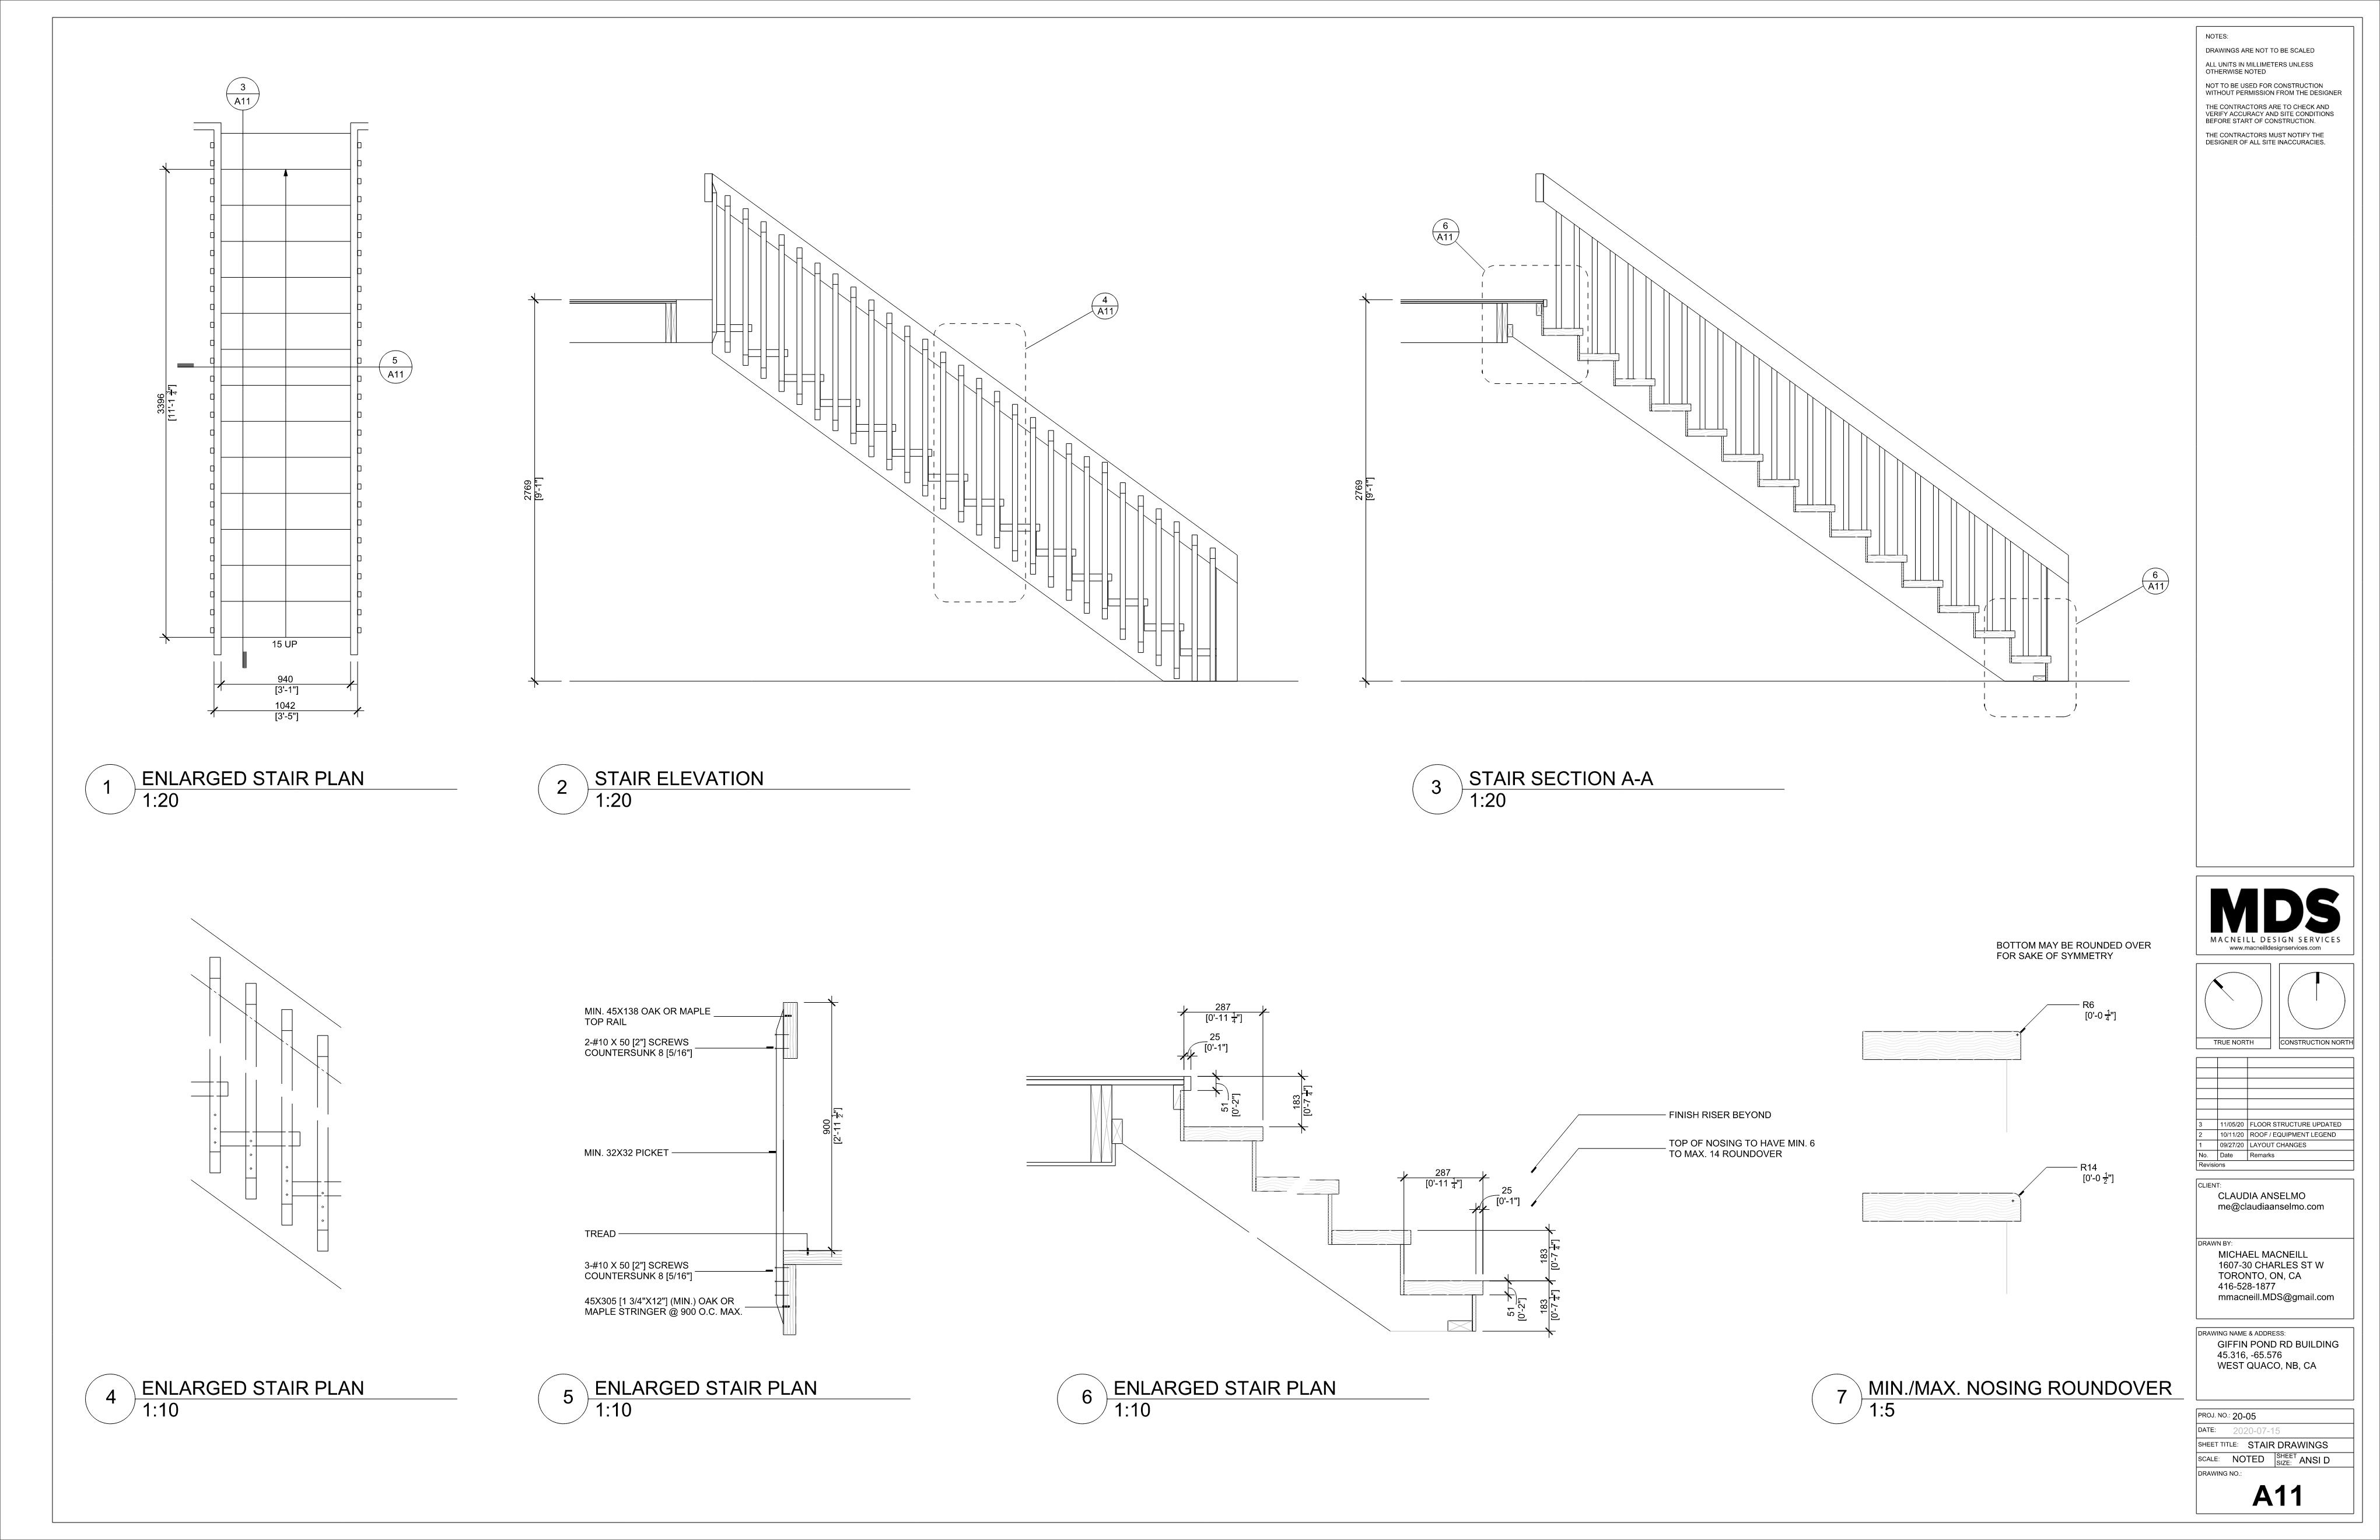 3
A11
3396
[11'-1 3/4"]
5
A11
15 UP
940
[3'-1"]
1042
[3'-5"]
1
ENLARGED STAIR PLAN
1:20
2769
[9'-1"]
4
A11
2
STAIR ELEVATION
1:20
6
A11
2769
[9'-1"]
6
A11
3
STAIR SECTION A-A
1:20
4
ENLARGED STAIR PLAN
1:10
MIN. 45X138 OAK OR MAPLE
TOP RAIL
2-#10 X 50 [2"] SCREWS
COUNTERSUNK 8 [5/16"]
900
[2'-11 1/2"]
MIN. 32X32 PICKET
TREAD
3-#10 X 50 [2"] SCREWS
COUNTERSUNK 8 [5/16"]
45X305 [1 3/4"X12"] (MIN.) OAK OR
MAPLE STRINGER @ 900 O.C. MAX.
5
ENLARGED STAIR PLAN
1:10
287
[0'-11 1/4"]
25
[0'-1"]
51
[0'-2"]
183
[0'-7 1/4"]
FINISH RISER BEYOND
TOP OF NOSING TO HAVE MIN. 6
TO MAX. 14 ROUNDOVER
287
[0'-11 1/4"]
25
[0'-1"]
183
[0'-7 1/4"]
51
[0'-2"]
183
[0'-7 1/4"]
6
ENLARGED STAIR PLAN
1:10
BOTTOM MAY BE ROUNDED OVER
FOR SAKE OF SYMMETRY
R6
[0'-0 1/4"]
R14
[0'-0 1/2"]
7
MIN./MAX. NOSING ROUNDOVER
1:5
NOTES:
DRAWINGS ARE NOT TO BE SCALED
ALL UNITS IN MILLIMETERS UNLESS
OTHERWISE NOTED
NOT TO BE USED FOR CONSTRUCTION
WITHOUT PERMISSION FROM THE DESIGNER
THE CONTRACTORS ARE TO CHECK AND
VERIFY ACCURACY AND SITE CONDITIONS
BEFORE START OF CONSTRUCTION.
THE CONTRACTORS MUST NOTIFY THE
DESIGNER OF ALL SITE INACCURACIES.
MDS
MACNEILL DESIGN SERVICES
www.macneilldesignservices.com
TRUE NORTH
CONSTRUCTION NORTH
3 11/05/20 FLOOR STRUCTURE UPDATED
2 10/11/20 ROOF / EQUIPMENT LEGEND
1 09/27/20 LAYOUT CHANGES
No. Date Remarks
Revisions
CLIENT:
CLAUDIA ANSELMO
me@claudiaanselmo.com
DRAWN BY:
MICHAEL MACNEILL
1607-30 CHARLES ST W
TORONTO, ON, CA
416-528-1877
mmacneill.MDS@gmail.com
DRAWING NAME & ADDRESS:
GIFFIN POND RD BUILDING
45.316, -65.576
WEST QUACO, NB, CA
PROJ. NO.: 20-05
DATE: 2020-07-15
SHEET TITLE: STAIR DRAWINGS
SCALE: NOTED SHEET SIZE: ANSI D
DRAWING NO.:
A11